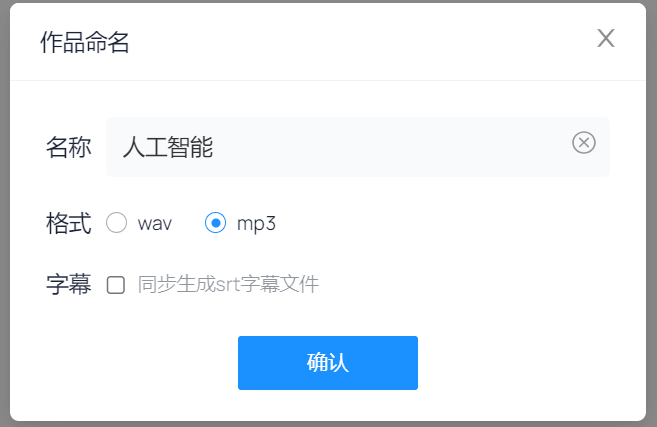 作品命名
名称 人工智能
格式 wav mp3
字幕 同步生成srt字幕文件
确认